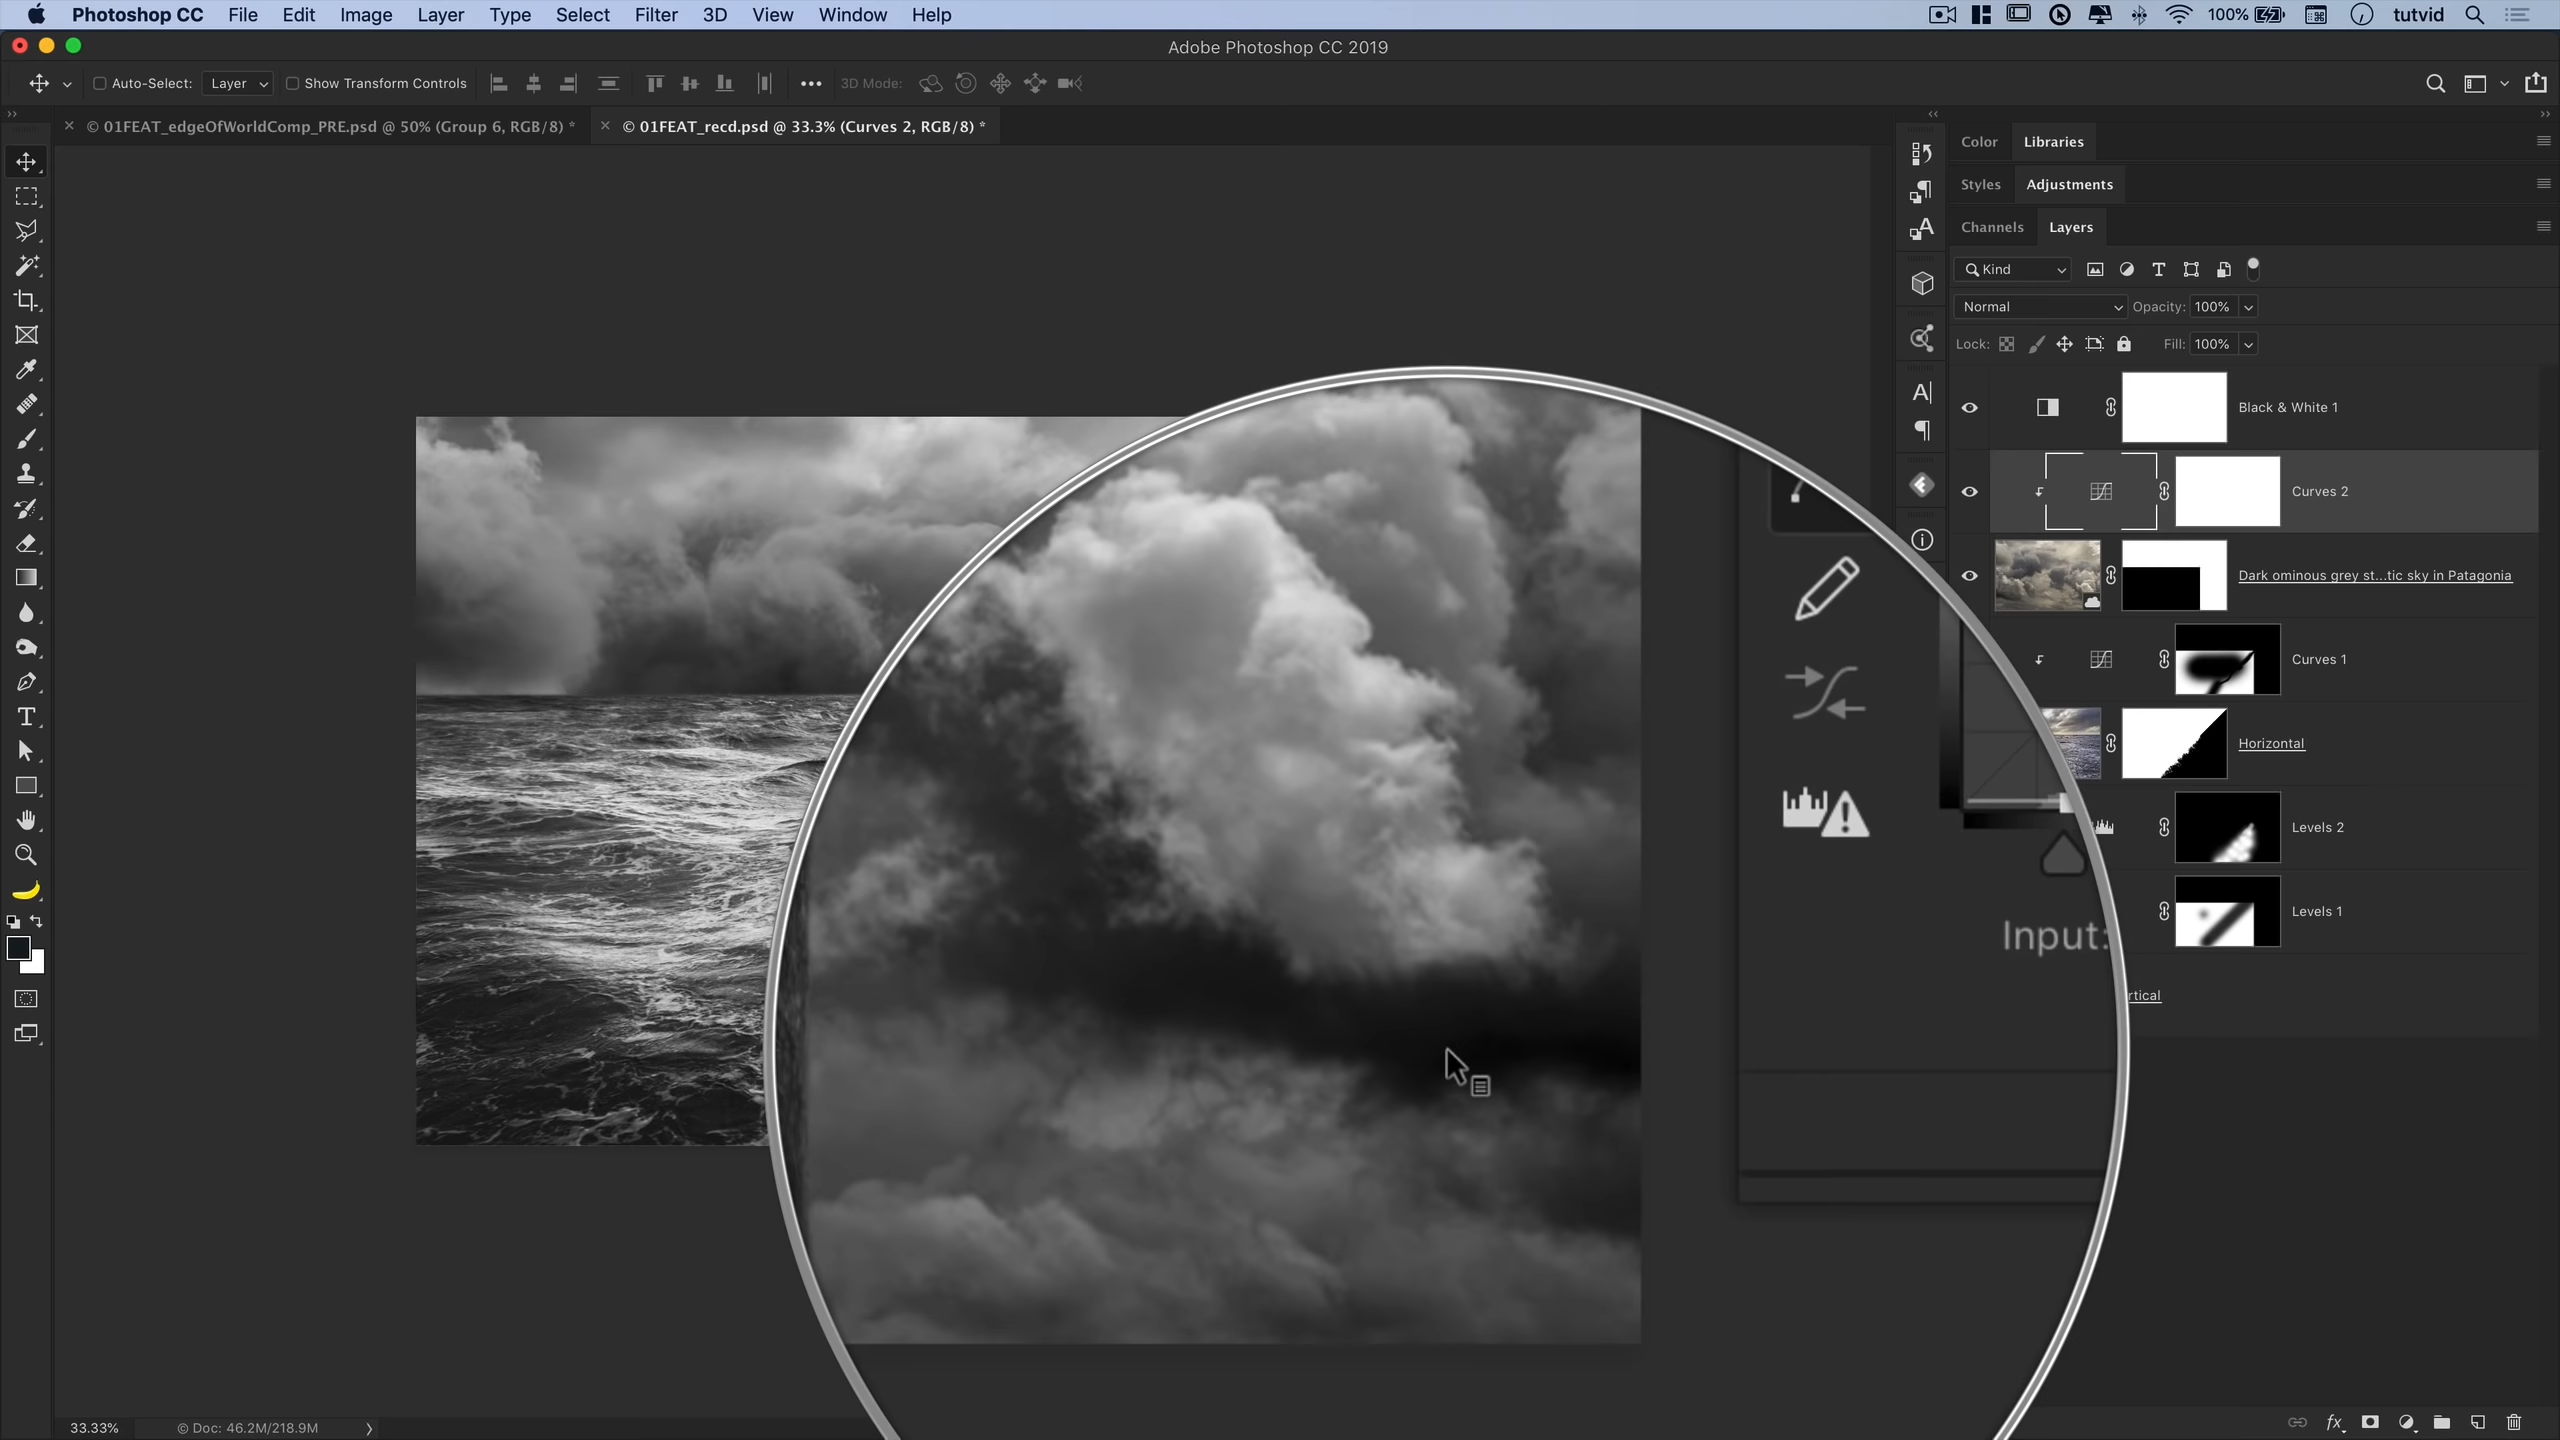 Photoshop CC File Edit Image Layer Type Select Filter 3D View Window Help 100% tutvid
Adobe Photoshop CC 2019
Auto-Select: Layer Show Transform Controls 3D Mode:
© 01FEAT_edgeOfWorldComp_PRE.psd @ 50% (Group 6, RGB/8) *
© 01FEAT_recd.psd @ 33.3% (Curves 2, RGB/8) *
Color Libraries
Styles Adjustments
Channels Layers
Kind
Normal Opacity: 100%
Lock: Fill: 100%
Black & White 1
Curves 2
Dark ominous grey st...tic sky in Patagonia
Curves 1
Horizontal
Levels 2
Levels 1
Input:
rtical
33.33% © Doc: 46.2M/218.9M
fx